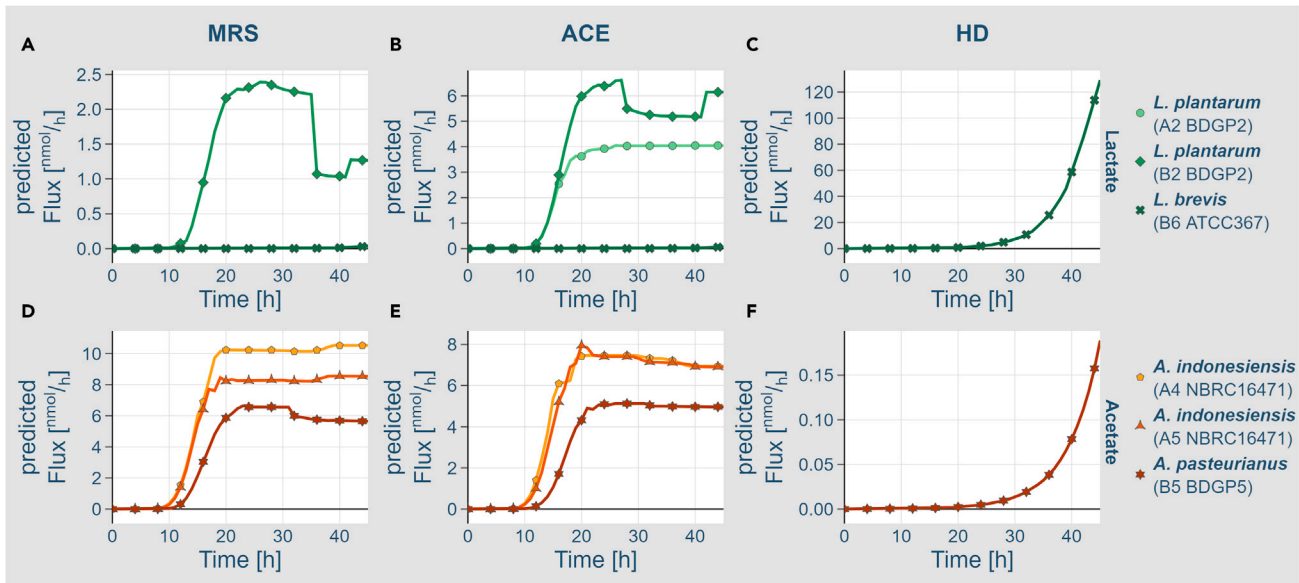 A MRS B ACE C HD
predicted
Flux [nmol/h]
2.5
2.0
1.5
1.0
0.5
0.0
0 10 20 30 40
Time [h]
predicted
Flux [nmol/h]
6
5
4
3
2
1
0
0 10 20 30 40
Time [h]
predicted
Flux [nmol/h]
120
100
80
60
40
20
0
0 10 20 30 40
Time [h]
Lactate
L. plantarum
(A2 BDGP2)
L. plantarum
(B2 BDGP2)
L. brevis
(B6 ATCC367)
D E F
predicted
Flux [nmol/h]
10
8
6
4
2
0
0 10 20 30 40
Time [h]
predicted
Flux [nmol/h]
8
6
4
2
0
0 10 20 30 40
Time [h]
predicted
Flux [nmol/h]
0.15
0.10
0.05
0.00
0 10 20 30 40
Time [h]
Acetate
A. indonesiensis
(A4 NBRC16471)
A. indonesiensis
(A5 NBRC16471)
A. pasteurianus
(B5 BDGP5)